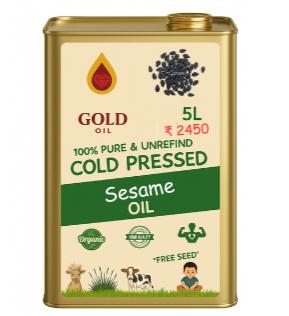 GOLD
OIL
5L
₹ 2450
100% PURE & UNREFIND
COLD PRESSED
Sesame
OIL
Organic
HIGH QUALITY
"FREE SEED"